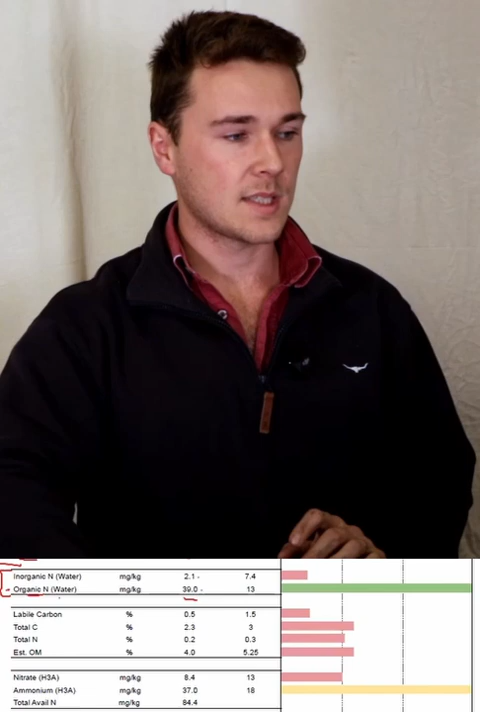 Inorganic N (Water) mg/kg 2.1 - 7.4
Organic N (Water) mg/kg 39.0 - 13
Labile Carbon % 0.5 1.5
Total C % 2.3 3
Total N % 0.2 0.3
Est. OM % 4.0 5.25
Nitrate (H3A) mg/kg 8.4 13
Ammonium (H3A) mg/kg 37.0 18
Total Avail N mg/kg 84.4